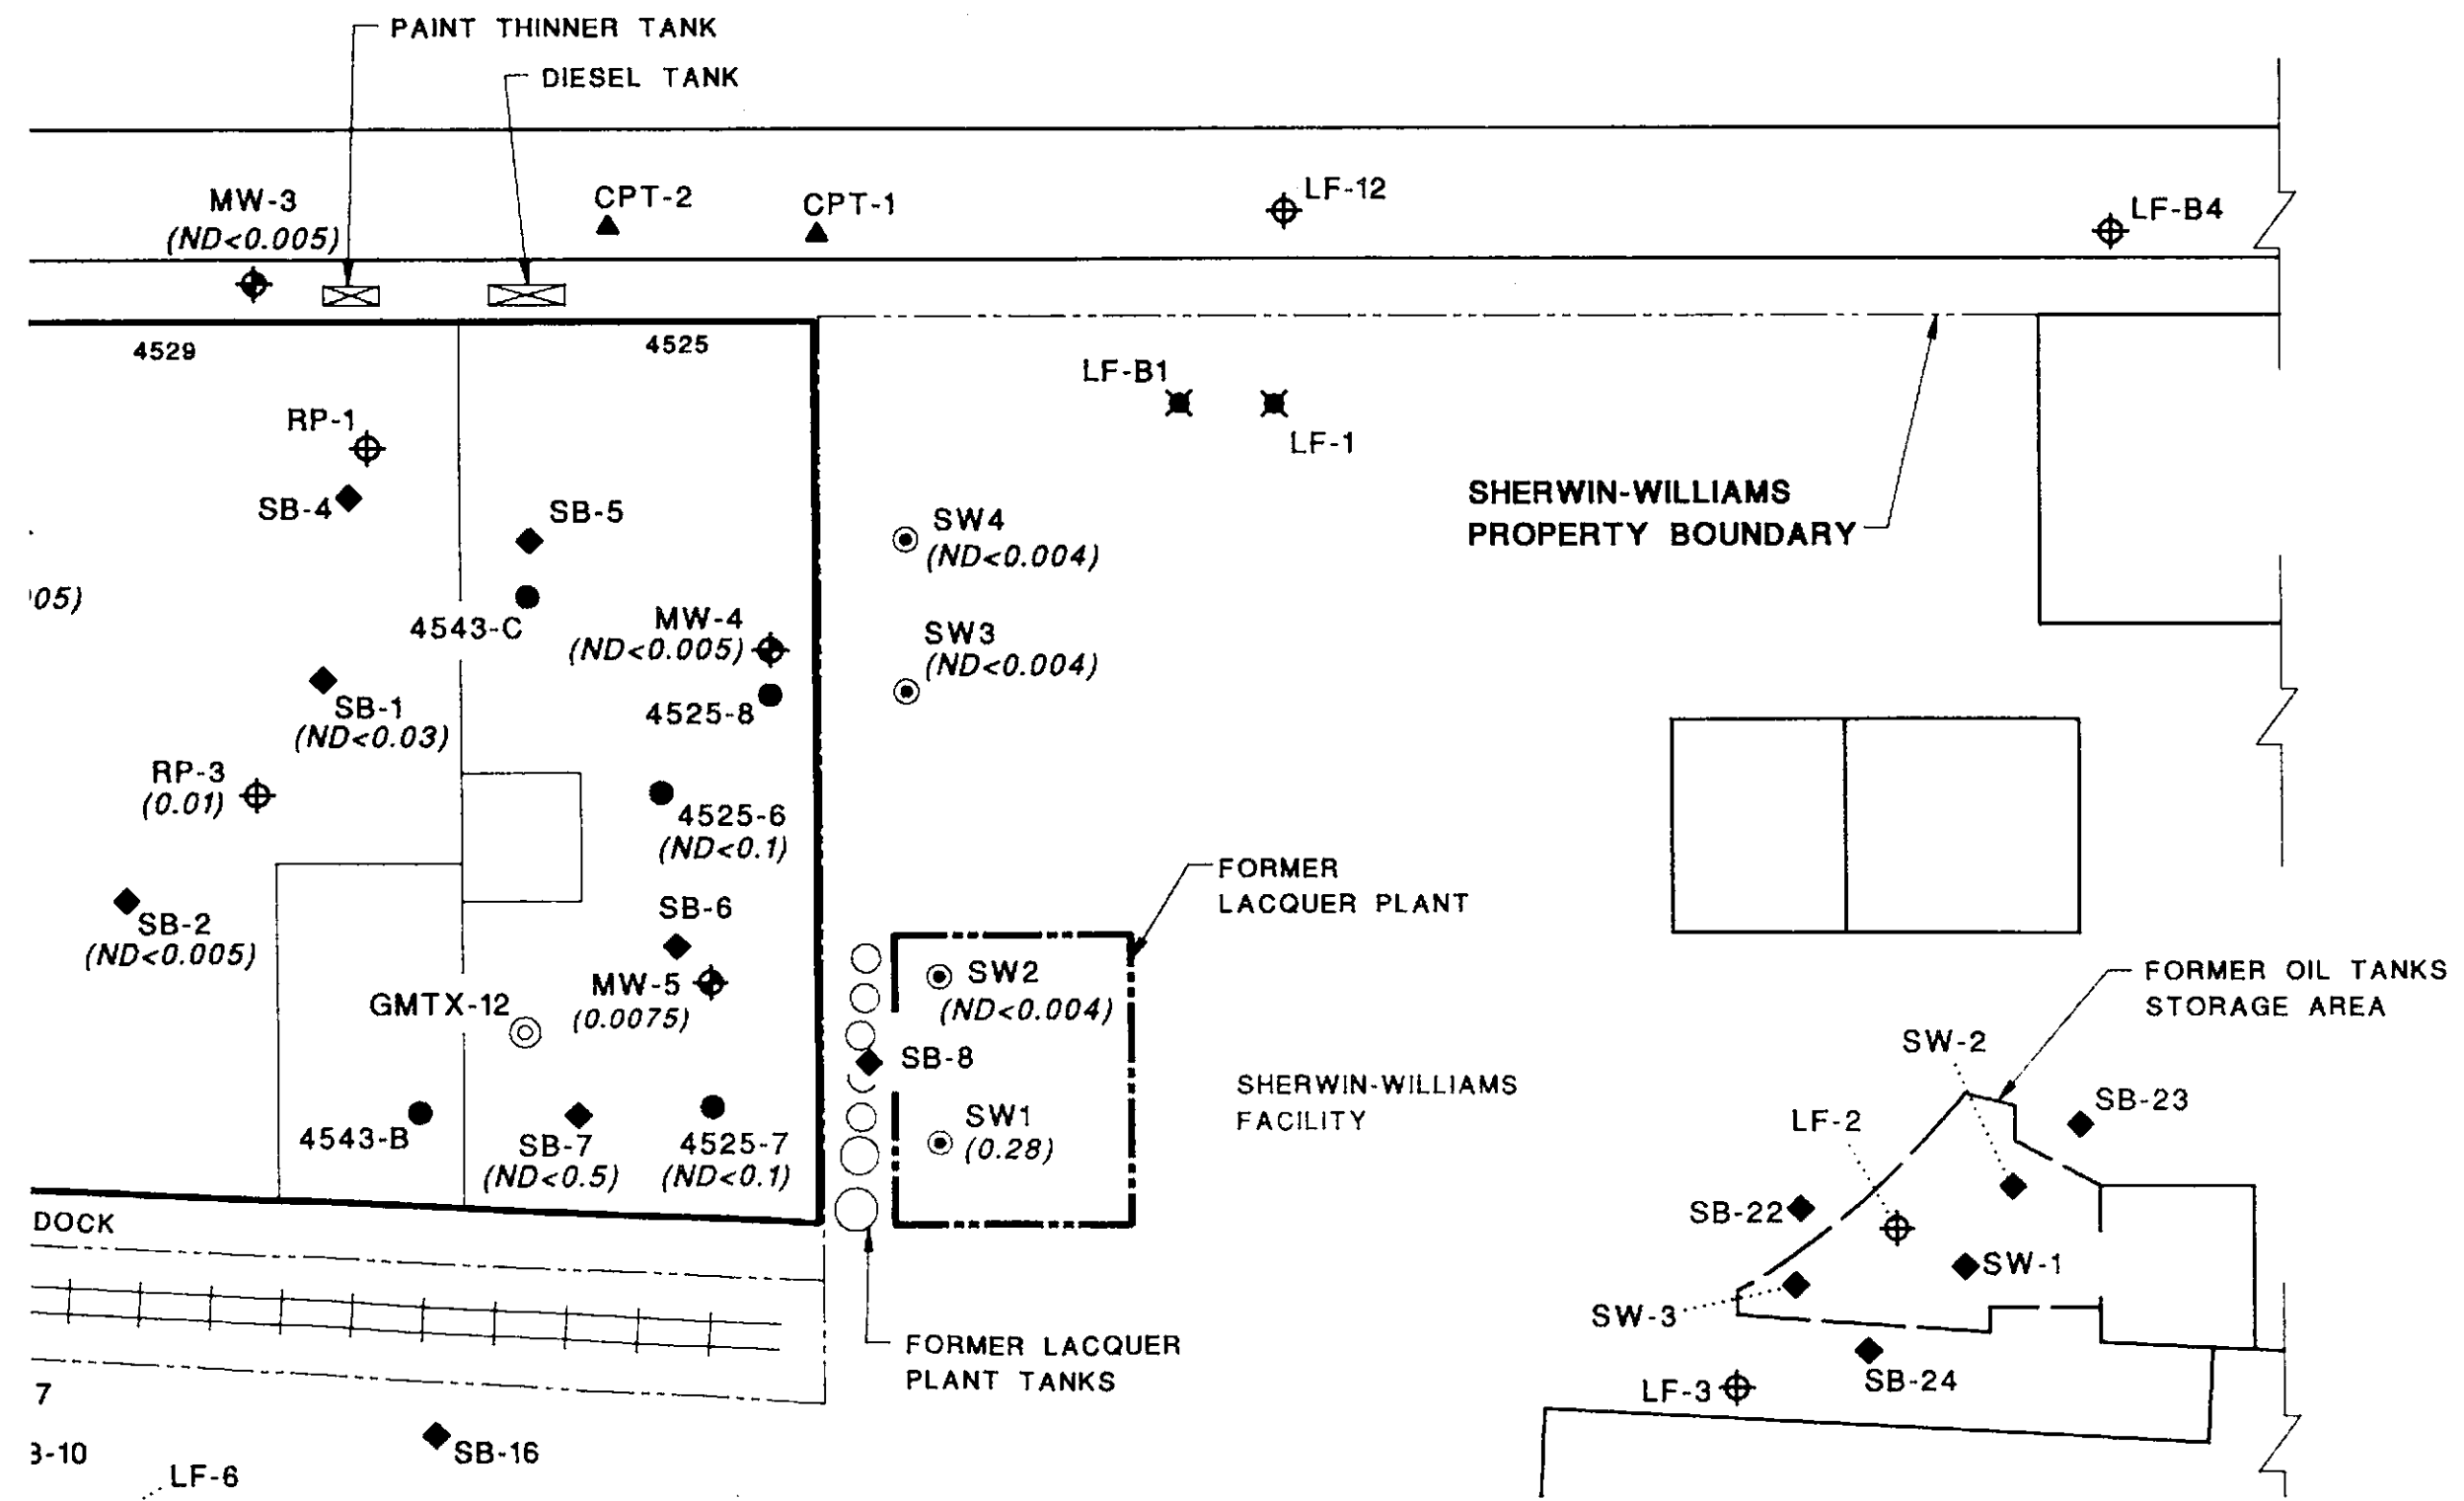 PAINT THINNER TANK
DIESEL TANK
MW-3
(ND<0.005)
CPT-2
CPT-1
LF-12
LF-B4
4529
4525
LF-B1
LF-1
RP-1
SB-4
SB-5
SW4
(ND<0.004)
SHERWIN-WILLIAMS
PROPERTY BOUNDARY
05)
4543-C
MW-4
(ND<0.005)
SW3
(ND<0.004)
SB-1
(ND<0.03)
4525-8
RP-3
(0.01)
4525-6
(ND<0.1)
FORMER
LACQUER PLANT
SB-2
(ND<0.005)
SB-6
GMTX-12
MW-5
(0.0075)
SW2
(ND<0.004)
FORMER OIL TANKS
STORAGE AREA
SW-2
SB-8
SHERWIN-WILLIAMS
FACILITY
SB-23
LF-2
4543-B
SB-7
(ND<0.5)
4525-7
(ND<0.1)
SW1
(0.28)
SB-22
DOCK
SW-1
SW-3
FORMER LACQUER
PLANT TANKS
SB-24
LF-3
7
-10
SB-16
LF-6